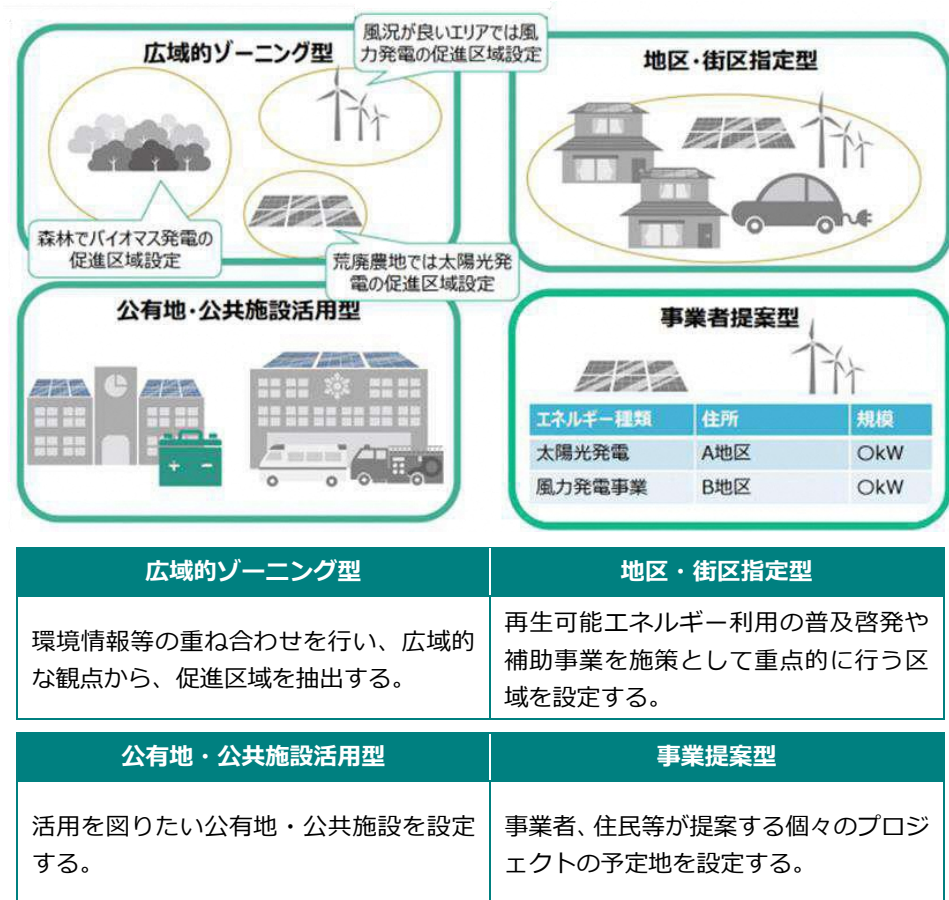 広域的ゾーニング型
風況が良いエリアでは風
力発電の促進区域設定
森林でバイオマス発電の
促進区域設定
荒廃農地では太陽光発
電の促進区域設定
地区・街区指定型
公有地・公共施設活用型
事業者提案型
エネルギー種類 住所 規模
太陽光発電 A地区 〇kW
風力発電事業 B地区 〇kW
広域的ゾーニング型
地区・街区指定型
環境情報等の重ね合わせを行い、広域的
な観点から、促進区域を抽出する。
再生可能エネルギー利用の普及啓発や
補助事業を施策として重点的に行う区
域を設定する。
公有地・公共施設活用型
事業提案型
活用を図りたい公有地・公共施設を設定
する。
事業者、住民等が提案する個々のプロジ
ェクトの予定地を設定する。